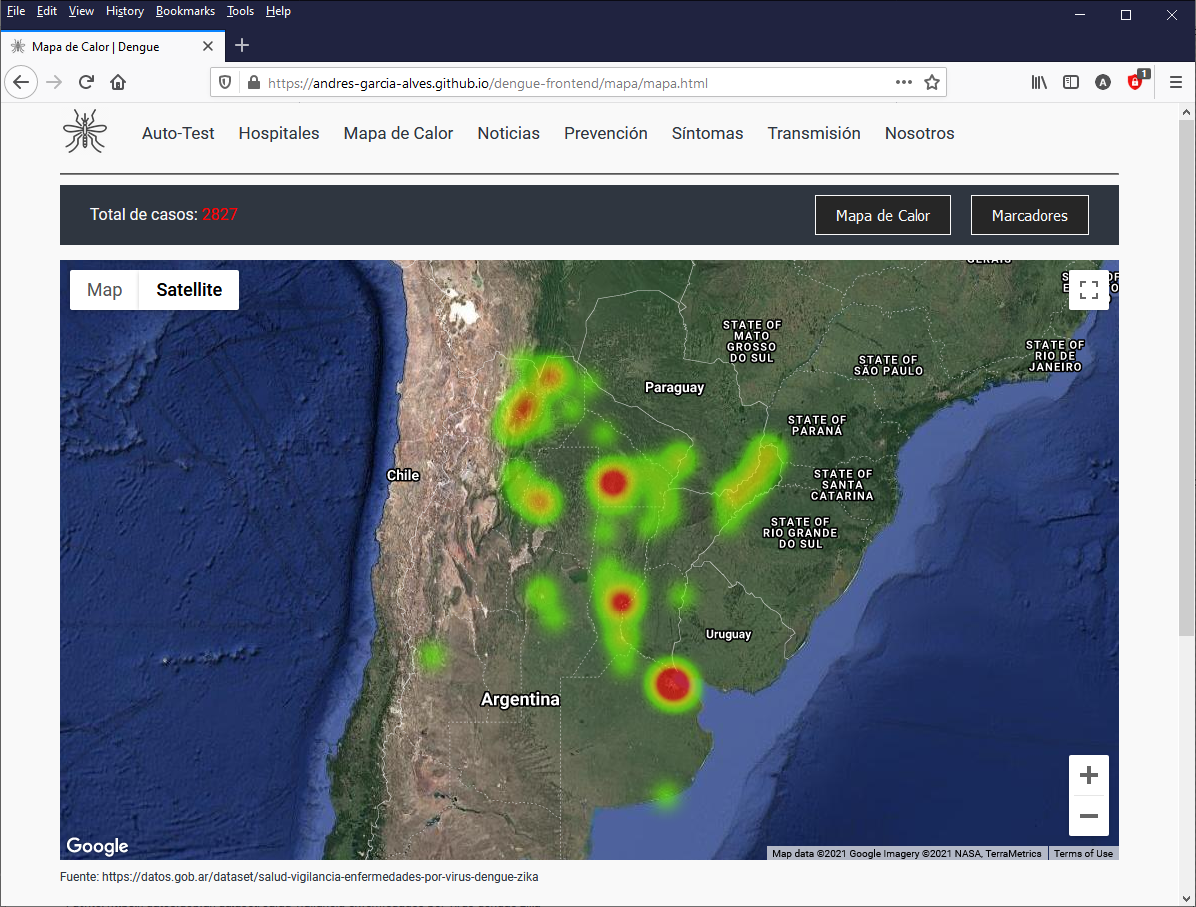 File Edit View History Bookmarks Tools Help
Mapa de Calor | Dengue
https://andres-garcia-alves.github.io/dengue-frontend/mapa/mapa.html
A
1
Auto-Test Hospitales Mapa de Calor Noticias Prevención Síntomas Transmisión Nosotros
Total de casos: 2827
Mapa de Calor
Marcadores
Map Satellite
STATE OF
MATO
GROSSO
DO SUL
STATE OF
SÃO PAULO
STATE OF
RIO DE
JANEIRO
Paraguay
STATE OF
PARANÁ
Chile
STATE OF
SANTA
CATARINA
STATE OF
RIO GRANDE
DO SUL
Uruguay
Argentina
Google
Map data ©2021 Google Imagery ©2021 NASA, TerraMetrics
Terms of Use
Fuente: https://datos.gob.ar/dataset/salud-vigilancia-enfermedades-por-virus-dengue-zika